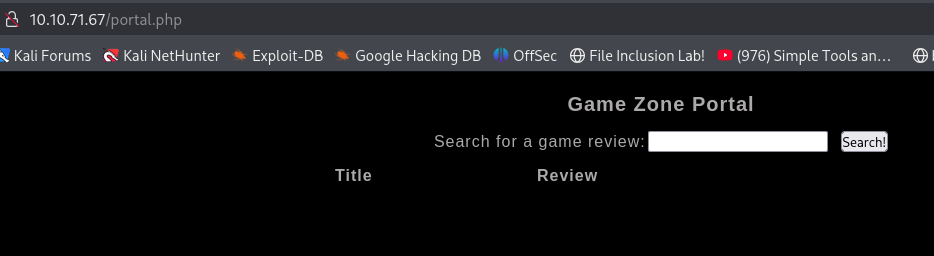 10.10.71.67/portal.php
Kali Forums Kali NetHunter Exploit-DB Google Hacking DB OffSec File Inclusion Lab! (976) Simple Tools an…
Game Zone Portal
Search for a game review: Search!
Title Review